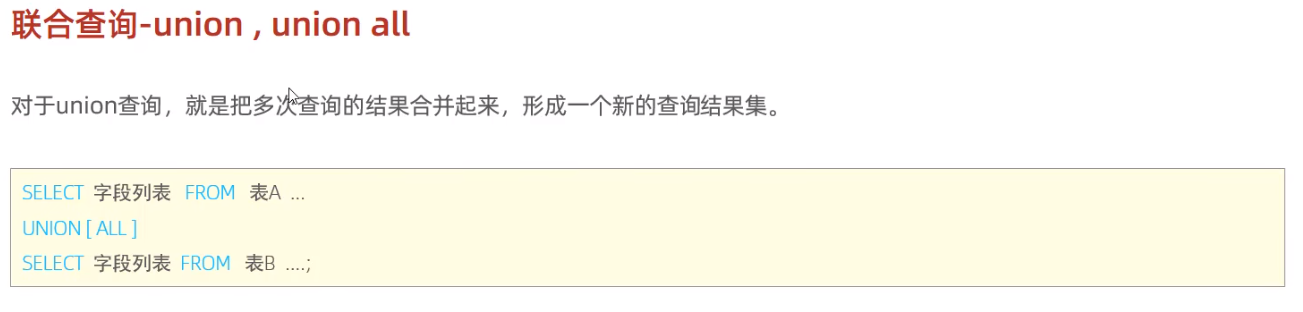 联合查询-union , union all
对于union查询，就是把多次查询的结果合并起来，形成一个新的查询结果集。
SELECT 字段列表 FROM 表A ...
UNION [ ALL ]
SELECT 字段列表 FROM 表B ....;